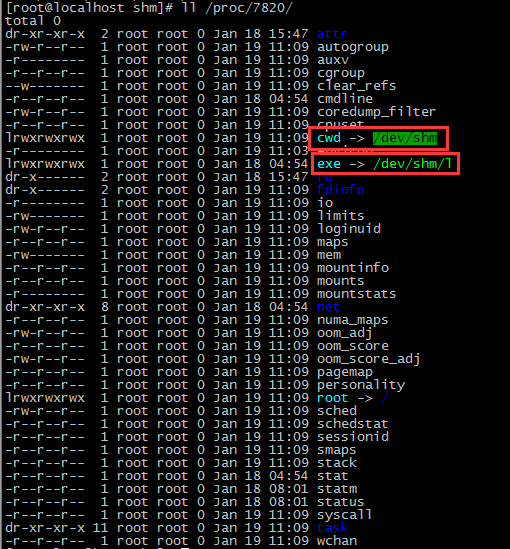 [root@localhost shm]# ll /proc/7820/
total 0
dr-xr-xr-x  2 root root 0 Jan 18 15:47 attr
-rw-r--r--  1 root root 0 Jan 19 11:09 autogroup
-r--------  1 root root 0 Jan 19 11:09 auxv
-r--r--r--  1 root root 0 Jan 19 11:09 cgroup
--w-------  1 root root 0 Jan 19 11:09 clear_refs
-r--r--r--  1 root root 0 Jan 18 04:54 cmdline
-rw-r--r--  1 root root 0 Jan 19 11:09 coredump_filter
-r--r--r--  1 root root 0 Jan 19 11:09 cpuset
lrwxrwxrwx  1 root root 0 Jan 19 11:09 cwd -> /dev/shm
-r--------  1 root root 0 Jan 19 11:03
lrwxrwxrwx  1 root root 0 Jan 18 04:54 exe -> /dev/shm/l
dr-x------  2 root root 0 Jan 18 15:47 fd
dr-x------  2 root root 0 Jan 19 11:09 fdinfo
-r--------  1 root root 0 Jan 19 11:09 io
-rw-------  1 root root 0 Jan 19 11:09 limits
-rw-r--r--  1 root root 0 Jan 19 11:09 loginuid
-r--r--r--  1 root root 0 Jan 19 11:09 maps
-rw-------  1 root root 0 Jan 19 11:09 mem
-r--r--r--  1 root root 0 Jan 19 11:09 mountinfo
-r--r--r--  1 root root 0 Jan 19 11:09 mounts
-r--------  1 root root 0 Jan 19 11:09 mountstats
dr-xr-xr-x  8 root root 0 Jan 18 04:54 net
-r--r--r--  1 root root 0 Jan 19 11:09 numa_maps
-rw-r--r--  1 root root 0 Jan 19 11:09 oom_adj
-r--r--r--  1 root root 0 Jan 19 11:09 oom_score
-rw-r--r--  1 root root 0 Jan 19 11:09 oom_score_adj
-r--r--r--  1 root root 0 Jan 19 11:09 pagemap
-r--r--r--  1 root root 0 Jan 19 11:09 personality
lrwxrwxrwx  1 root root 0 Jan 19 11:09 root -> /
-rw-r--r--  1 root root 0 Jan 19 11:09 sched
-r--r--r--  1 root root 0 Jan 19 11:09 schedstat
-r--r--r--  1 root root 0 Jan 19 11:09 sessionid
-r--r--r--  1 root root 0 Jan 19 11:09 smaps
-r--r--r--  1 root root 0 Jan 19 11:09 stack
-r--r--r--  1 root root 0 Jan 18 04:54 stat
-r--r--r--  1 root root 0 Jan 18 08:01 statm
-r--r--r--  1 root root 0 Jan 18 08:01 status
-r--r--r--  1 root root 0 Jan 19 11:09 syscall
dr-xr-xr-x 11 root root 0 Jan 19 11:09 task
-r--r--r--  1 root root 0 Jan 19 11:09 wchan